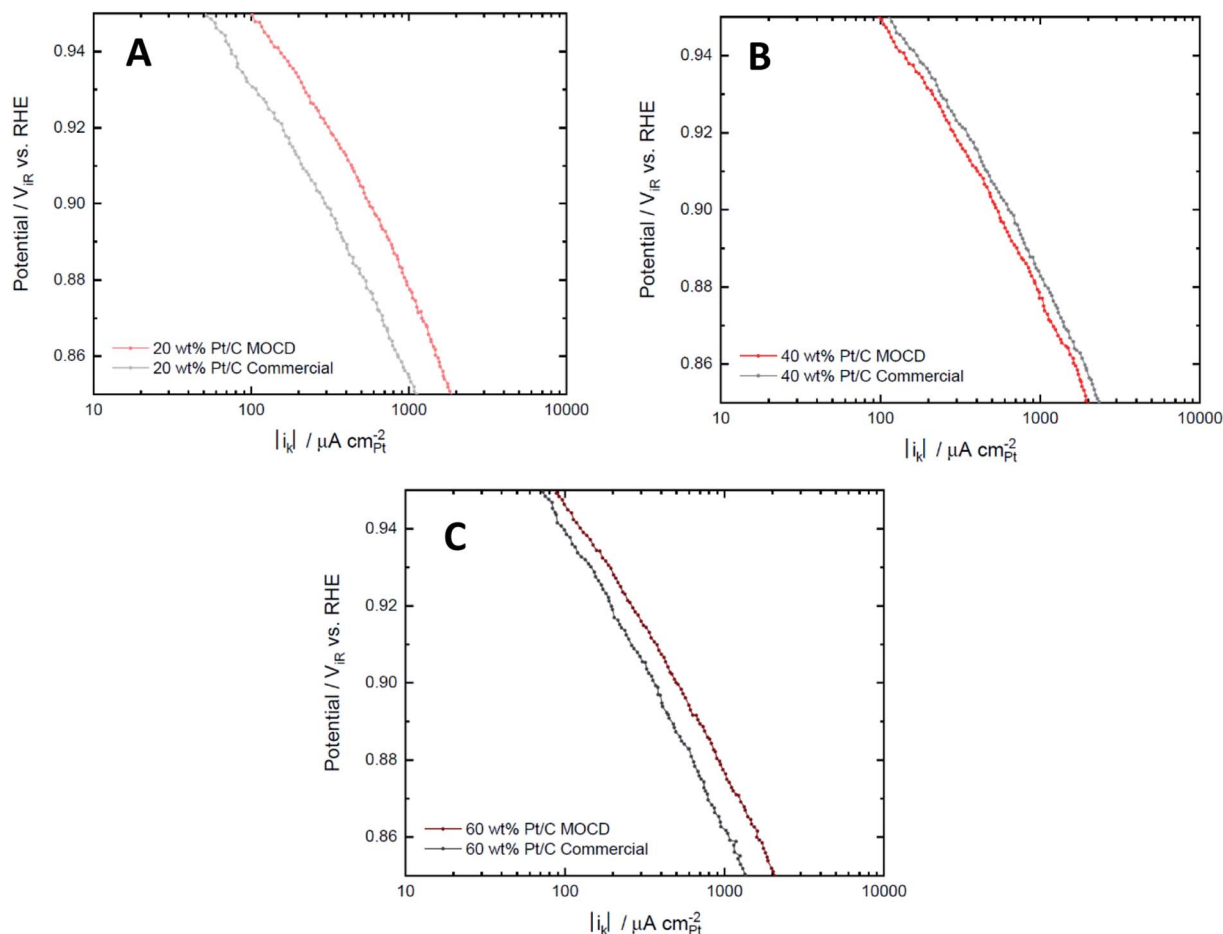 A
0.94
0.92
0.90
0.88
0.86
Potential / V_iR vs. RHE
20 wt% Pt/C MOCD
20 wt% Pt/C Commercial
10 100 1000 10000
|i_k| / μA cm_Pt^-2
B
0.94
0.92
0.90
0.88
0.86
Potential / V_iR vs. RHE
40 wt% Pt/C MOCD
40 wt% Pt/C Commercial
10 100 1000 10000
|i_k| / μA cm_Pt^-2
C
0.94
0.92
0.90
0.88
0.86
Potential / V_iR vs. RHE
60 wt% Pt/C MOCD
60 wt% Pt/C Commercial
10 100 1000 10000
|i_k| / μA cm_Pt^-2